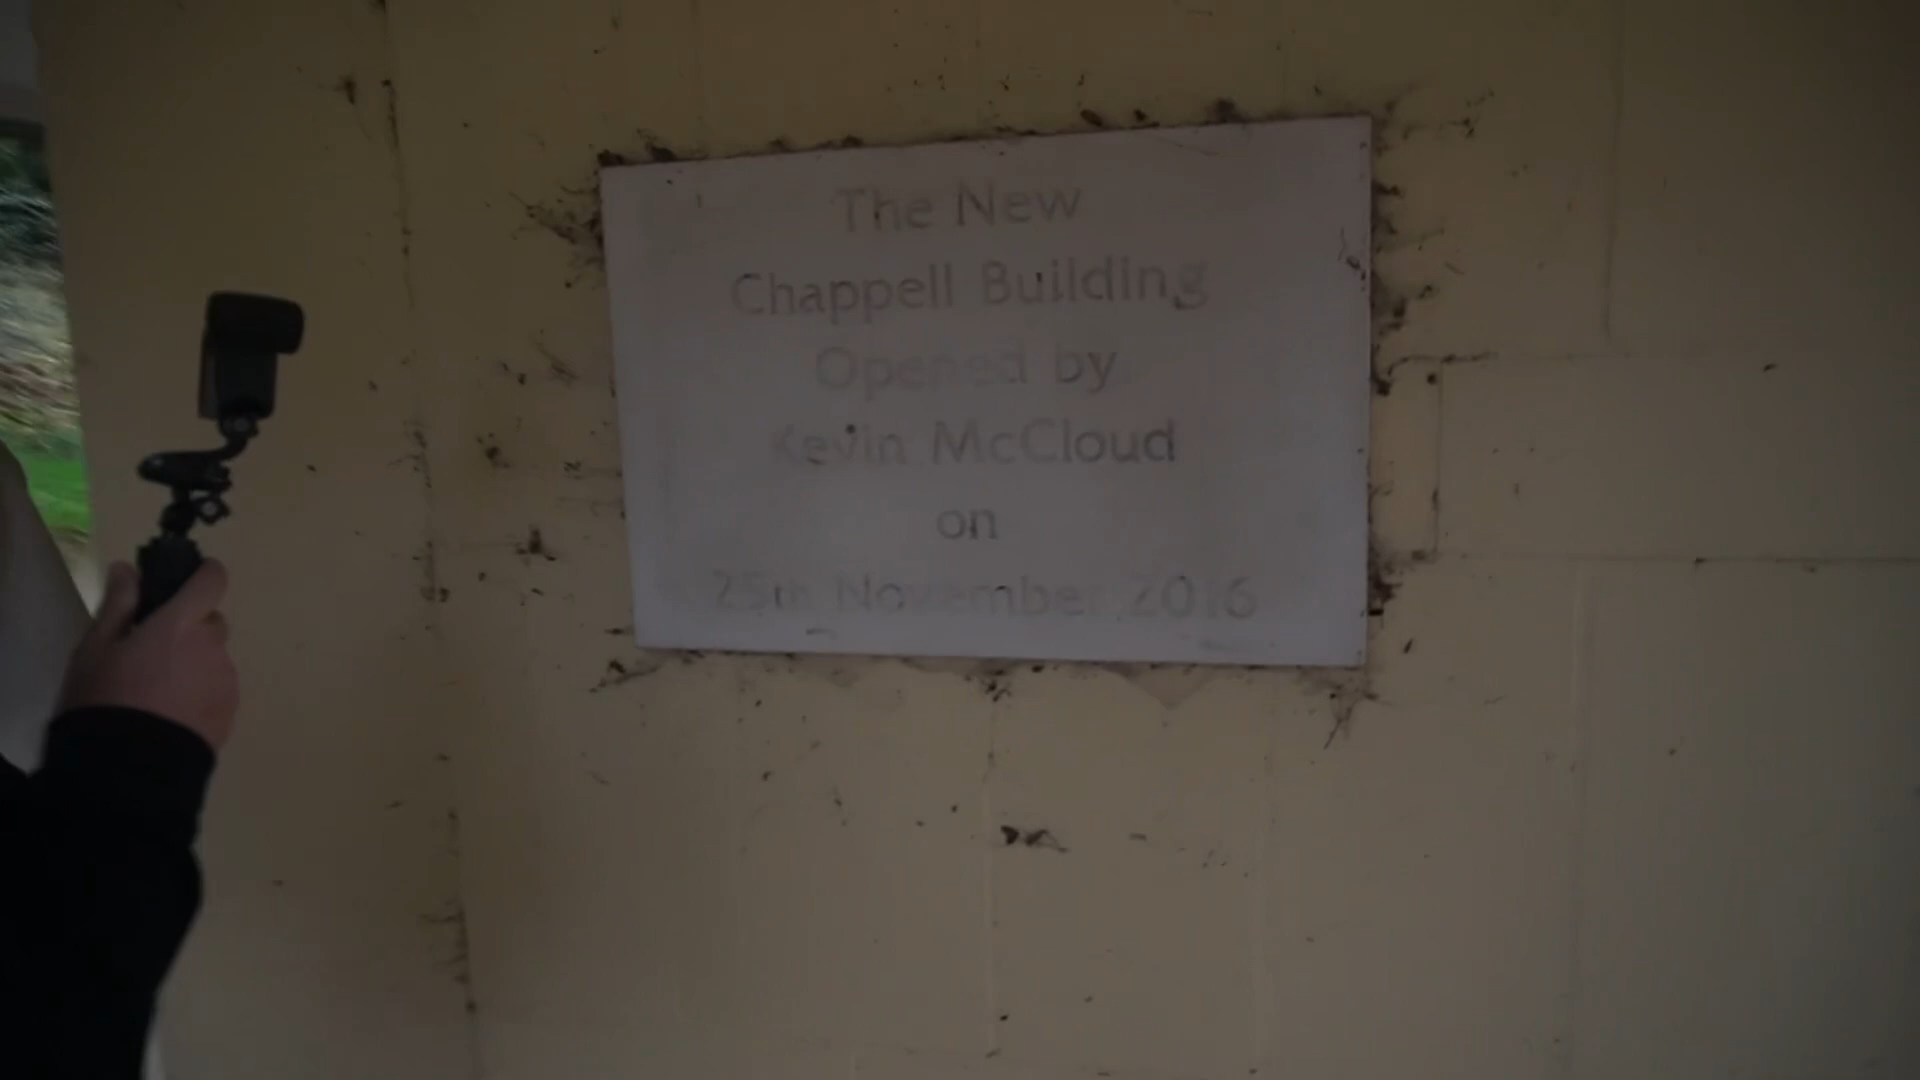 The New
Chappell Building
Opened by
Kevin McCloud
on
25th November 2016